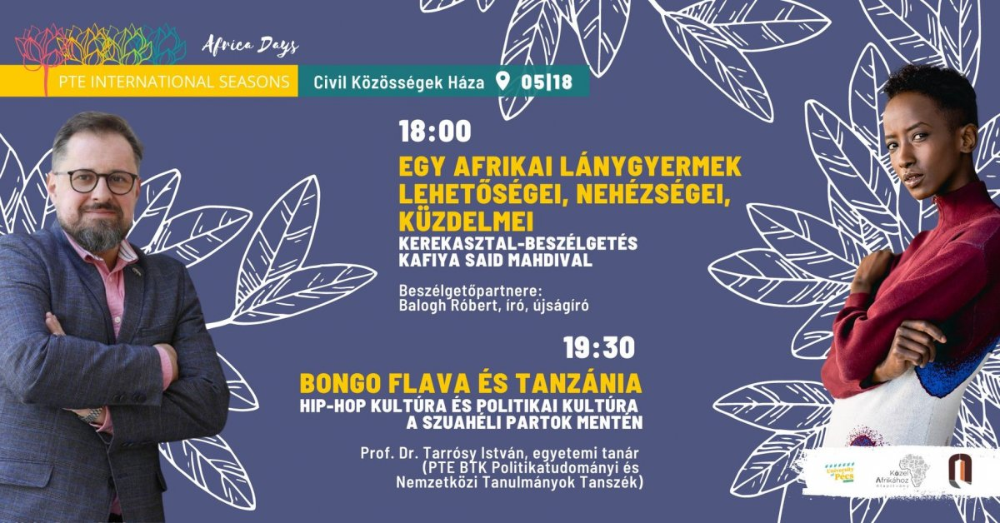 Africa Days
PTE INTERNATIONAL SEASONS
Civil Közösségek Háza 05|18
18:00
EGY AFRIKAI LÁNYGYERMEK
LEHETŐSÉGEI, NEHÉZSÉGEI,
KÜZDELMEI
KEREKASZTAL-BESZÉLGETÉS
KAFIYA SAID MAHDIVAL
Beszélgetőpartnere:
Balogh Róbert, író, újságíró
19:30
BONGO FLAVA ÉS TANZÁNIA
HIP-HOP KULTÚRA ÉS POLITIKAI KULTÚRA
A SZUAHÉLI PARTOK MENTÉN
Prof. Dr. Tarrósy István, egyetemi tanár
(PTE BTK Politikatudományi és
Nemzetközi Tanulmányok Tanszék)
University
of Pécs
Közel
Afrikához
Alapítvány